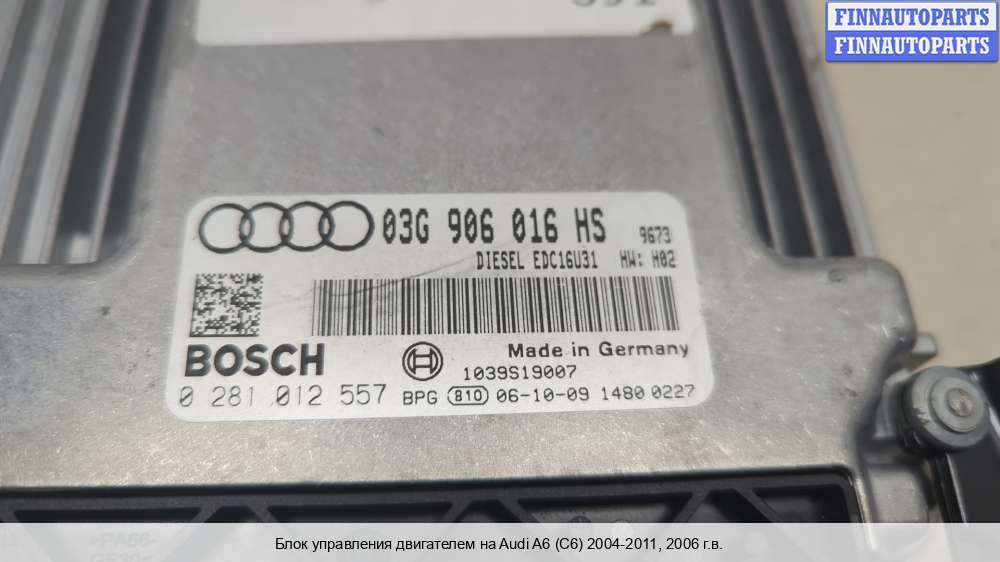 FINNAUTOPARTS
FINNAUTOPARTS
03G 906 016 HS 9673
DIESEL EDC16U31 HW: H02
BOSCH
Made in Germany
1039S19007
0 281 012 557 BPG 810 06-10-09 1480 0227
Блок управления двигателем на Audi A6 (C6) 2004-2011, 2006 г.в.